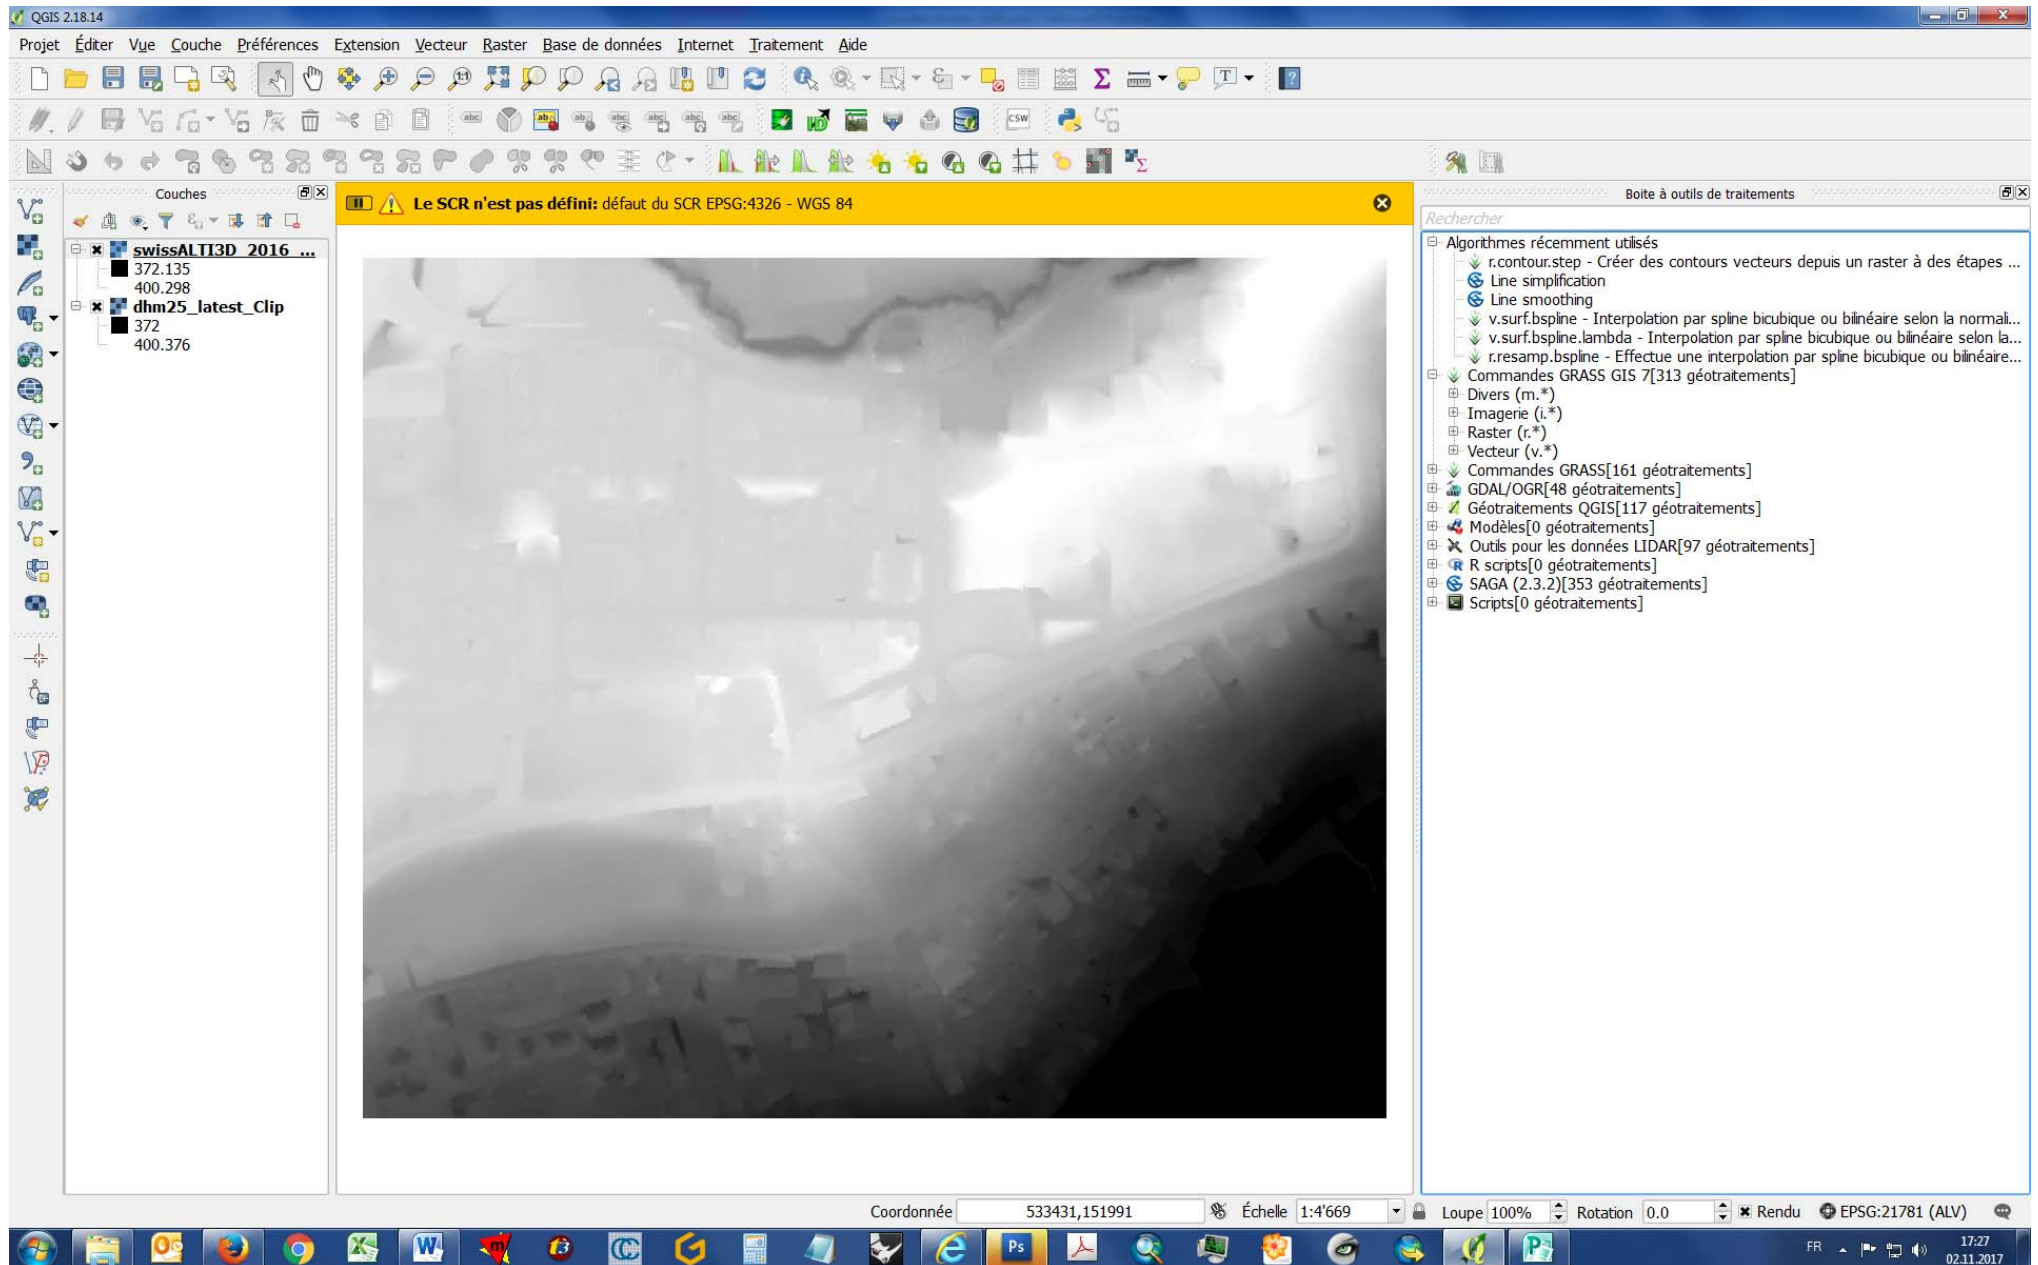 QGIS 2.18.14
Projet Éditer Vue Couche Préférences Extension Vecteur Raster Base de données Internet Traitement Aide
CSW
Couches
swissALTI3D_2016 ...
372.135
400.298
dhm25_latest_Clip
372
400.376
Le SCR n'est pas défini: défaut du SCR EPSG:4326 - WGS 84
Boite à outils de traitements
Rechercher
Algorithmes récemment utilisés
r.contour.step - Créer des contours vecteurs depuis un raster à des étapes ...
Line simplification
Line smoothing
v.surf.bspline - Interpolation par spline bicubique ou bilinéaire selon la normali...
v.surf.bspline.lambda - Interpolation par spline bicubique ou bilinéaire selon la...
r.resamp.bspline - Effectue une interpolation par spline bicubique ou bilinéaire...
Commandes GRASS GIS 7[313 géotraitements]
Divers (m.*)
Imagerie (i.*)
Raster (r.*)
Vecteur (v.*)
Commandes GRASS[161 géotraitements]
GDAL/OGR[48 géotraitements]
Géotraitements QGIS[117 géotraitements]
Modèles[0 géotraitements]
Outils pour les données LIDAR[97 géotraitements]
R scripts[0 géotraitements]
SAGA (2.3.2)[353 géotraitements]
Scripts[0 géotraitements]
Coordonnée 533431,151991 Échelle 1:4'669 Loupe 100% Rotation 0.0 Rendu EPSG:21781 (ALV)
Ps
FR 17:27
02.11.2017